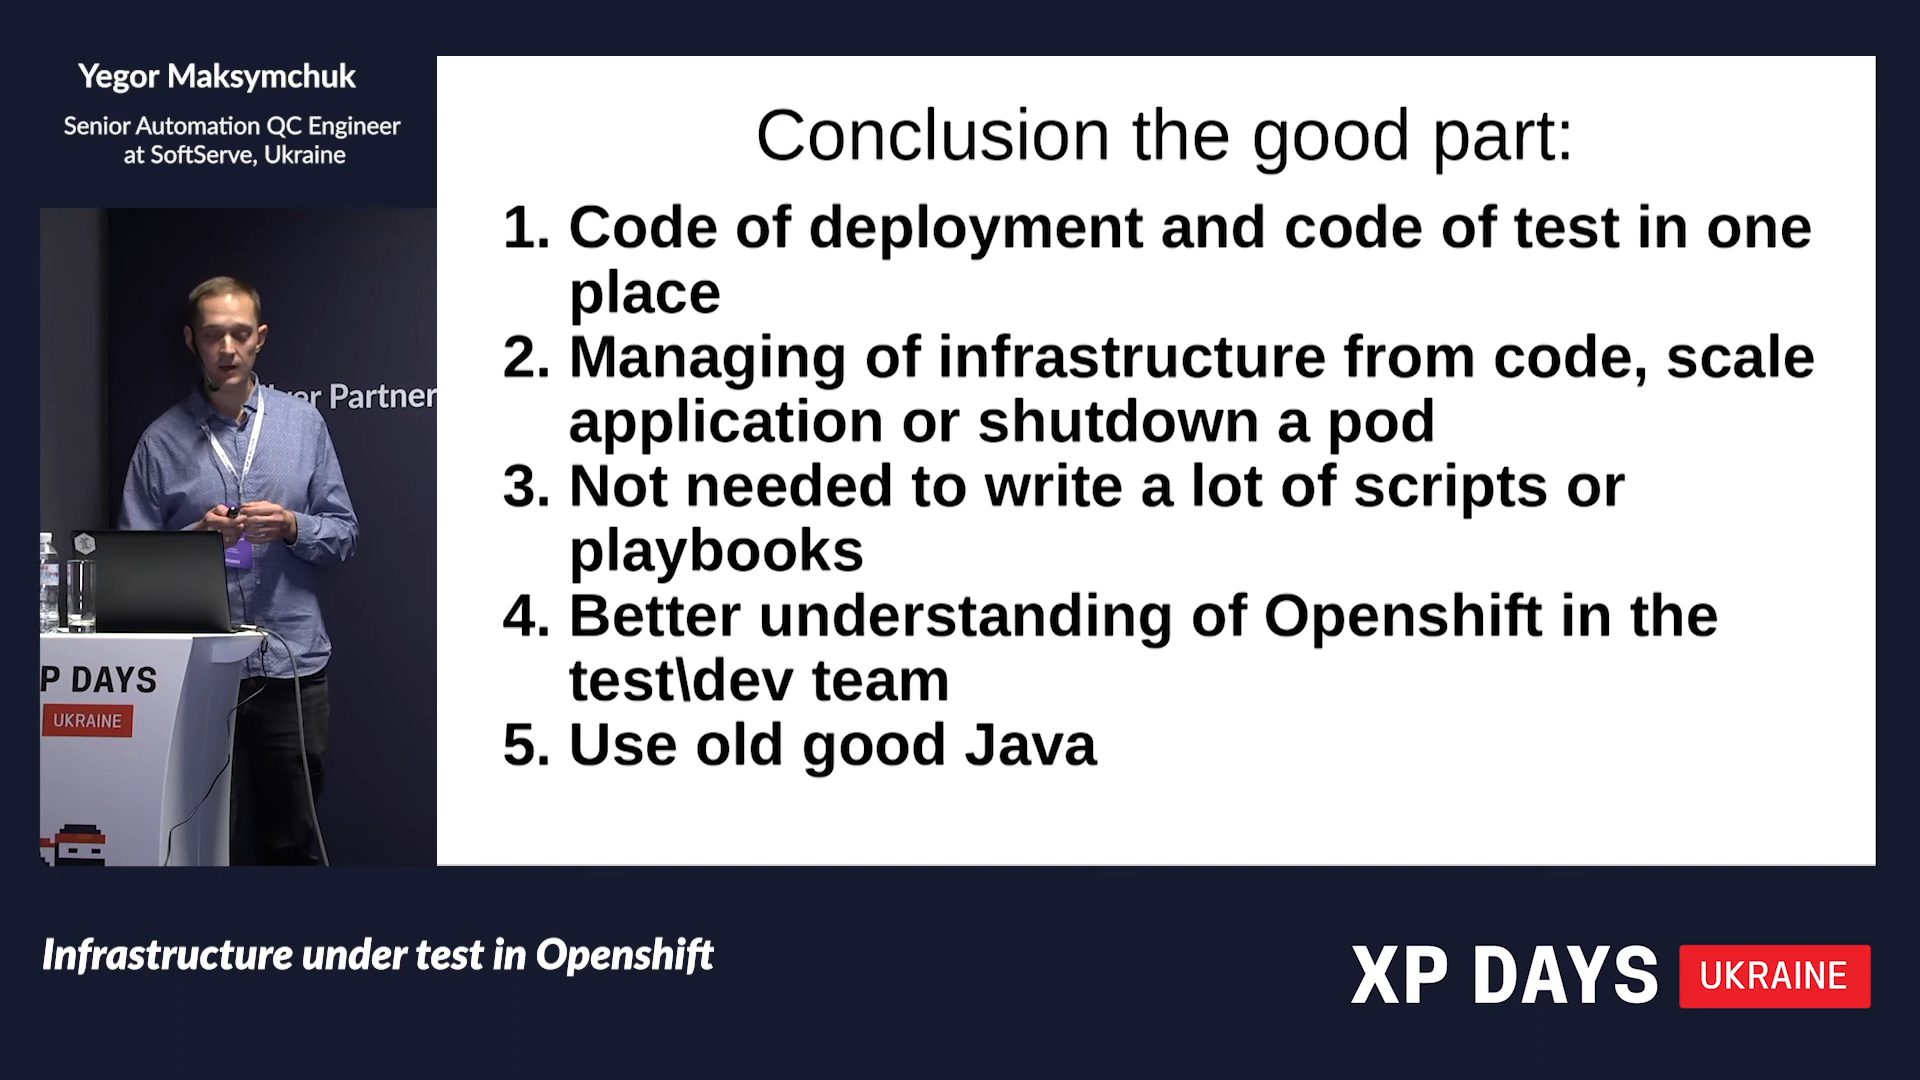 Yegor Maksymchuk
Senior Automation QC Engineer
at SoftServe, Ukraine
Partner
P DAYS
UKRAINE
Conclusion the good part:
1. Code of deployment and code of test in one
place
2. Managing of infrastructure from code, scale
application or shutdown a pod
3. Not needed to write a lot of scripts or
playbooks
4. Better understanding of Openshift in the
test\dev team
5. Use old good Java
Infrastructure under test in Openshift
XP DAYS UKRAINE